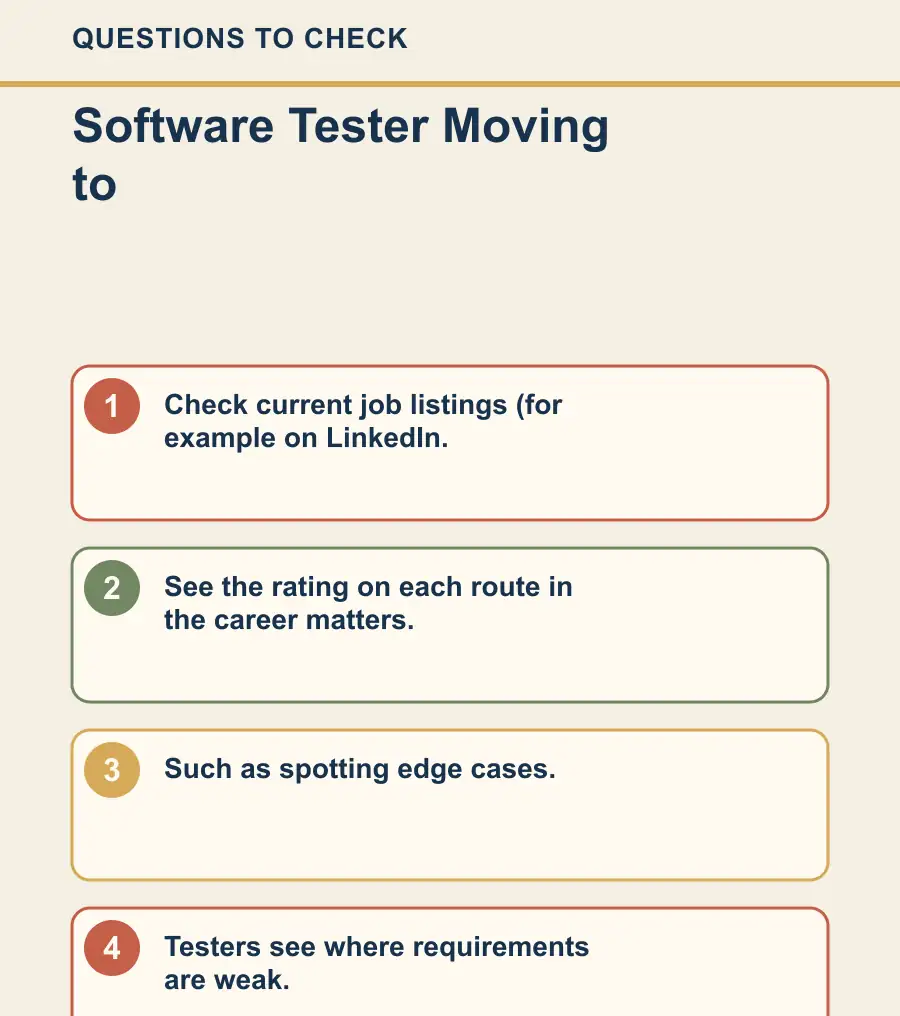 QUESTIONS TO CHECK
Software Tester Moving
to
1
Check current job listings (for
example on LinkedIn.
2
See the rating on each route in
the career matters.
3
Such as spotting edge cases.
4
Testers see where requirements
are weak.